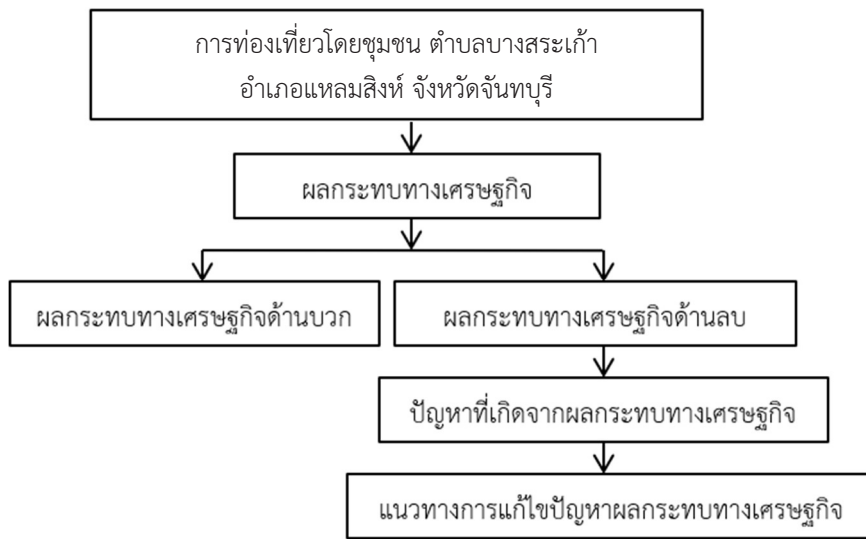 การท่องเที่ยวโดยชุมชน ตำบลบางสระเก้า
อำเภอแหลมสิงห์ จังหวัดจันทบุรี
ผลกระทบทางเศรษฐกิจ
ผลกระทบทางเศรษฐกิจด้านบวก
ผลกระทบทางเศรษฐกิจด้านลบ
ปัญหาที่เกิดจากผลกระทบทางเศรษฐกิจ
แนวทางการแก้ไขปัญหาผลกระทบทางเศรษฐกิจ